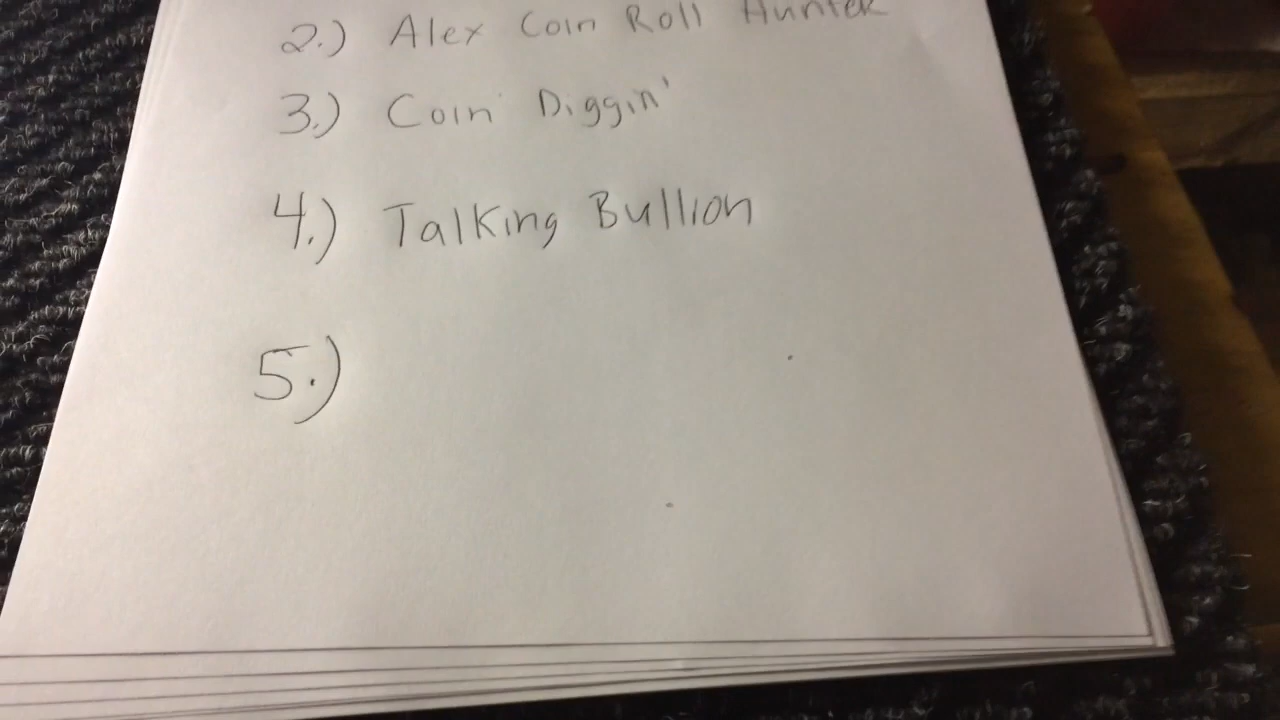 2.) Alex Coin Roll Hunter
3.) Coin Diggin'
4.) Talking Bullion
5.)